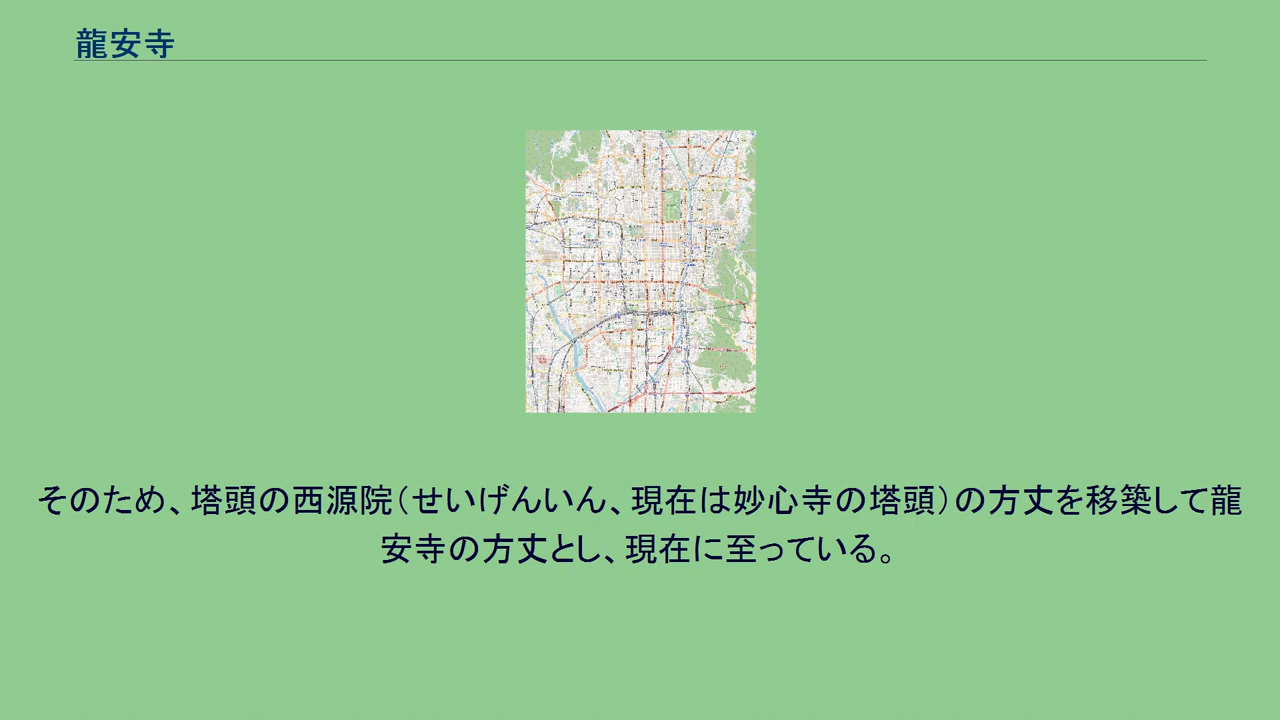 龍安寺
そのため、塔頭の西源院(せいげんいん、現在は妙心寺の塔頭)の方丈を移築して龍
安寺の方丈とし、現在に至っている。